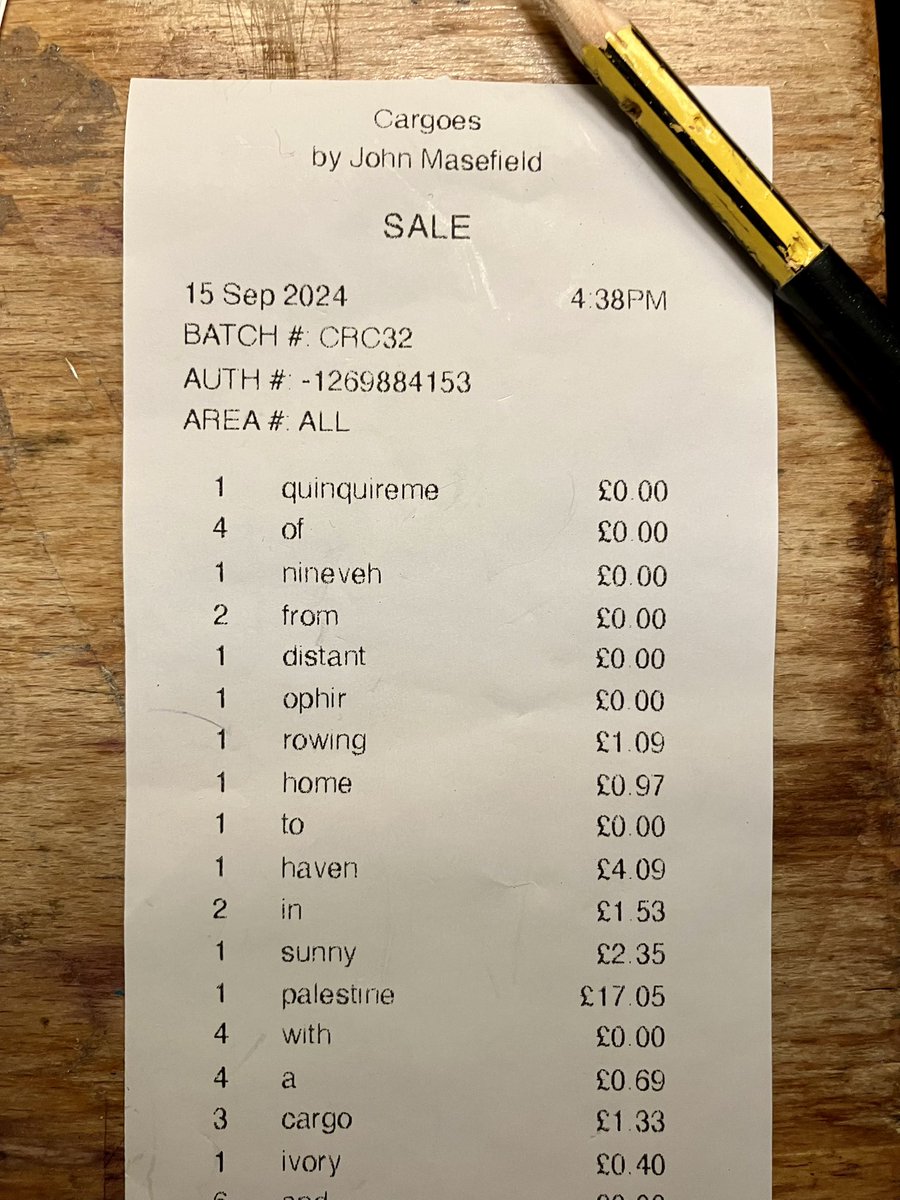 Cargoes
by John Masefield
SALE
15 Sep 2024 4:38PM
BATCH #: CRC32
AUTH #: -1269884153
AREA #: ALL
1 quinquireme £0.00
4 of £0.00
1 nineveh £0.00
2 from £0.00
1 distant £0.00
1 ophir £0.00
1 rowing £1.09
1 home £0.97
1 to £0.00
1 haven £4.09
2 in £1.53
1 sunny £2.35
1 palestine £17.05
4 with £0.00
4 a £0.69
3 cargo £1.33
1 ivory £0.40